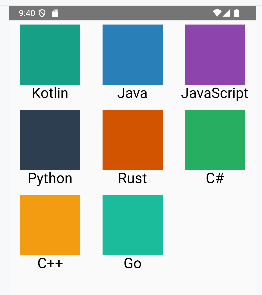 9:40
Kotlin Java JavaScript
Python Rust C#
C++ Go